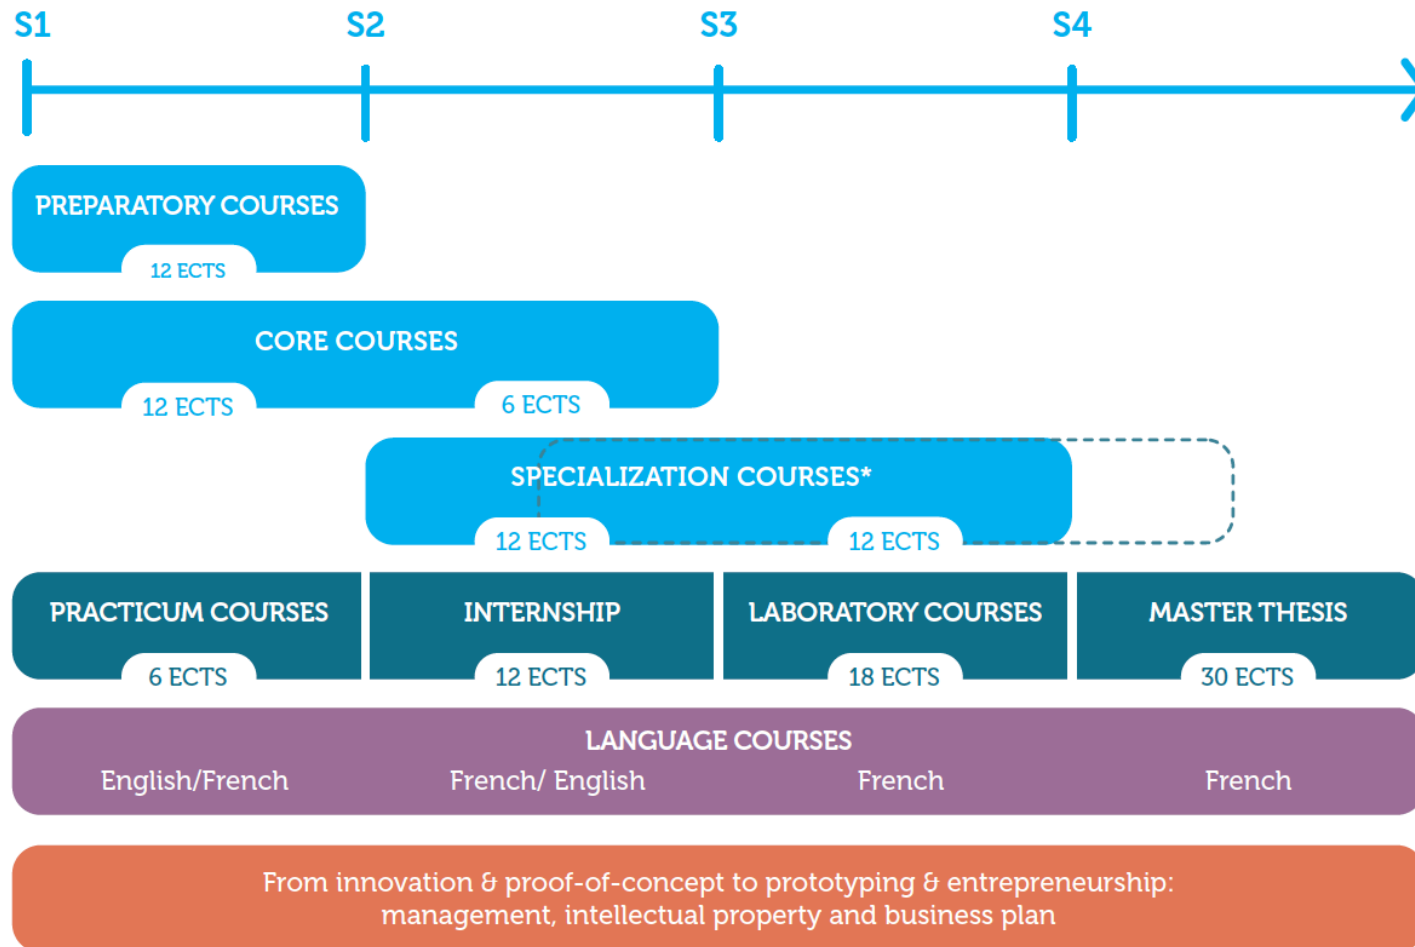 S1 S2 S3 S4
PREPARATORY COURSES
12 ECTS
CORE COURSES
12 ECTS 6 ECTS
SPECIALIZATION COURSES*
12 ECTS 12 ECTS
PRACTICUM COURSES INTERNSHIP LABORATORY COURSES MASTER THESIS
6 ECTS 12 ECTS 18 ECTS 30 ECTS
LANGUAGE COURSES
English/French French/ English French French
From innovation & proof-of-concept to prototyping & entrepreneurship:
management, intellectual property and business plan